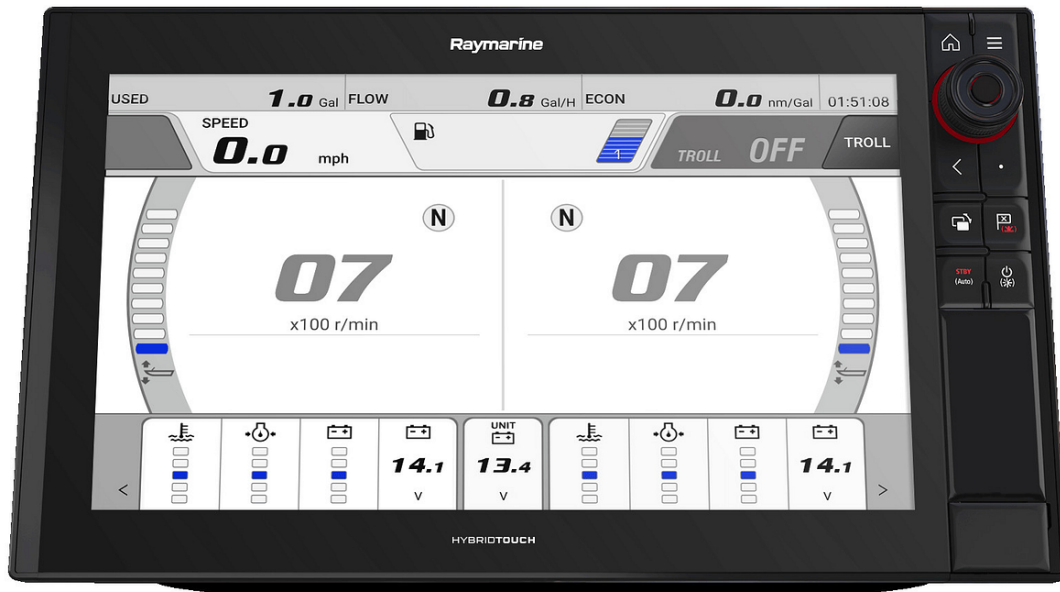 Raymarine
USED 1.0 Gal FLOW 0.8 Gal/H ECON 0.0 nm/Gal 01:51:08
SPEED
0.0 mph
1
TROLL OFF
TROLL
N N
07 07
x100 r/min x100 r/min
UNIT
14.1 13.4 14.1
V V V
< >
STBY
(Auto)
HYBRIDTOUCH